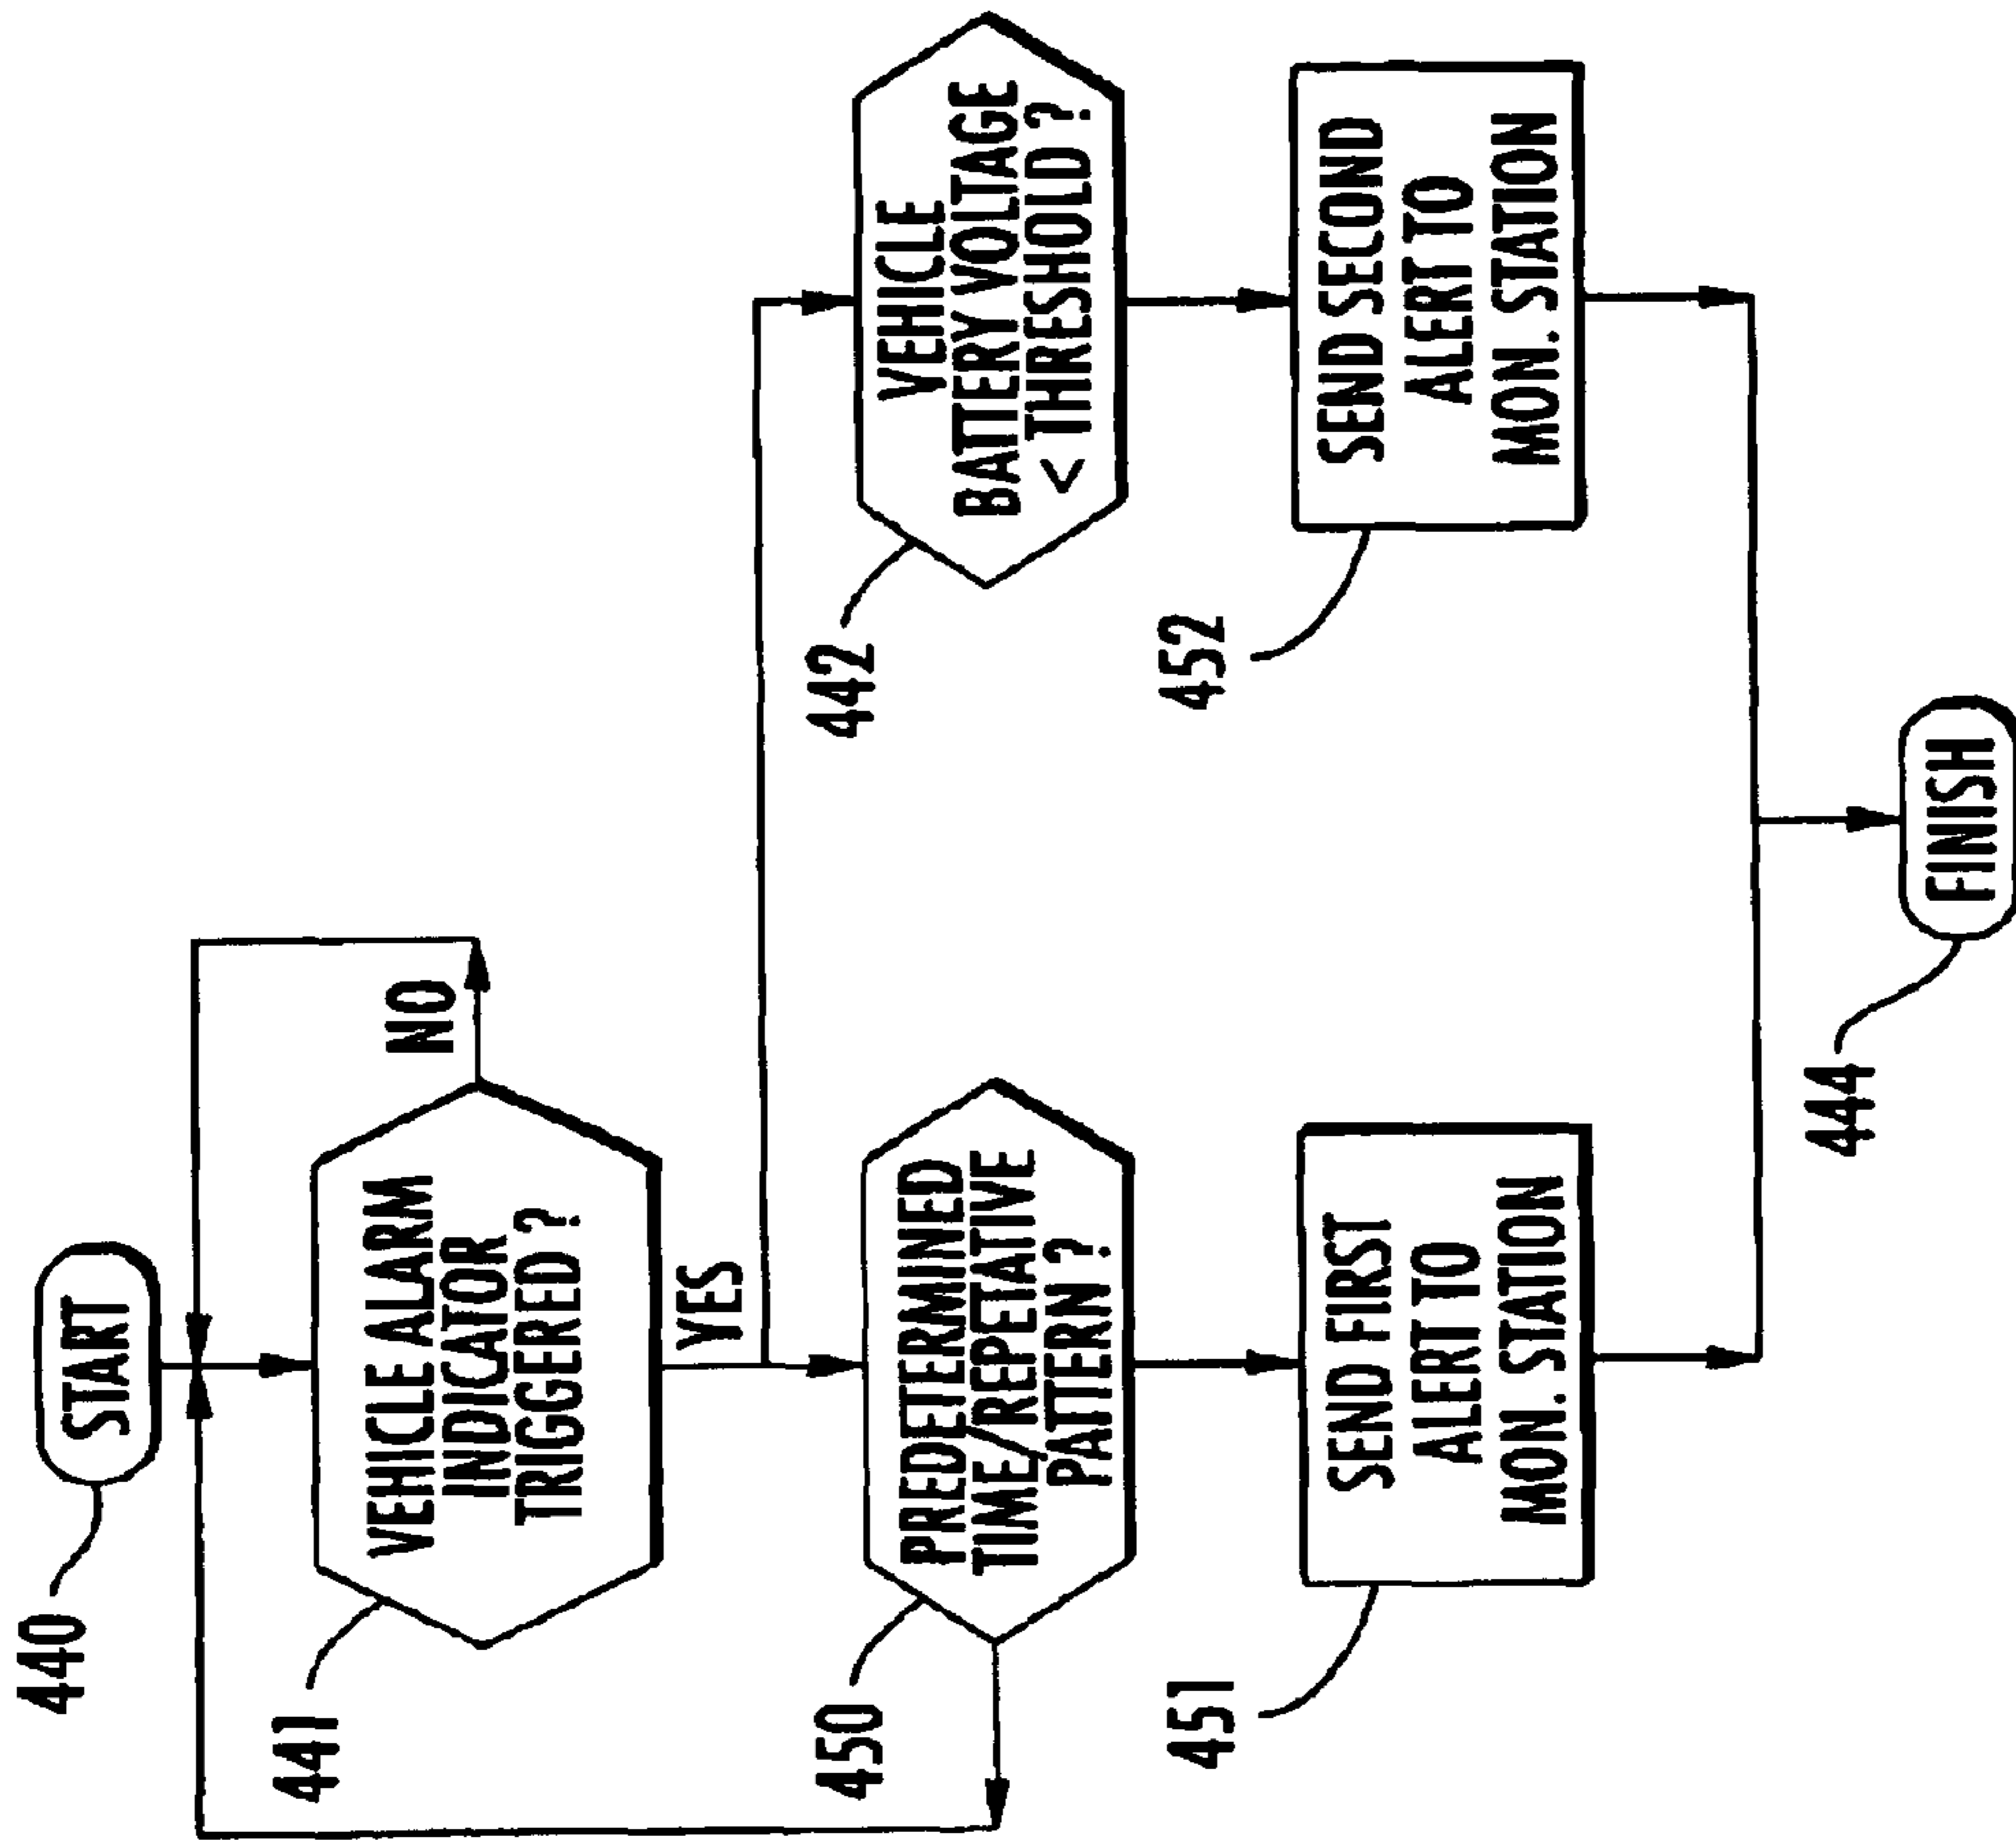 440
START
441
VEHICLE ALARM
INDICATOR
TRIGGERED?
NO
YES
450
PREDETERMINED
TIME/REPETATIVE
PATTERN?
442
VEHICLE
BATTERY VOLTAGE
< THRESHOLD?
451
SEND FIRST
ALERT TO
MON. STATION
452
SEND SECOND
ALERT TO
MON. STATION
444
FINISH